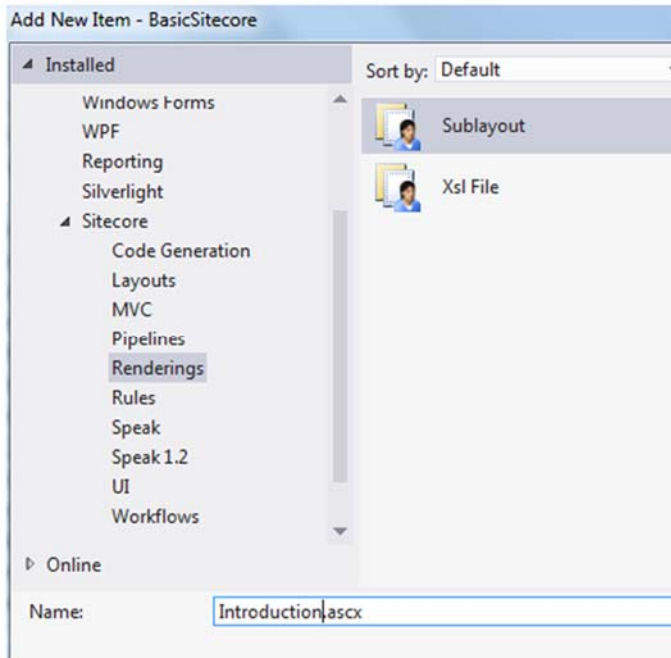 Add New Item - BasicSitecore
Installed
Sort by: Default
Windows Forms
WPF
Reporting
Silverlight
Sitecore
Code Generation
Layouts
MVC
Pipelines
Renderings
Rules
Speak
Speak 1.2
UI
Workflows
Online
Sublayout
Xsl File
Name: Introduction.ascx